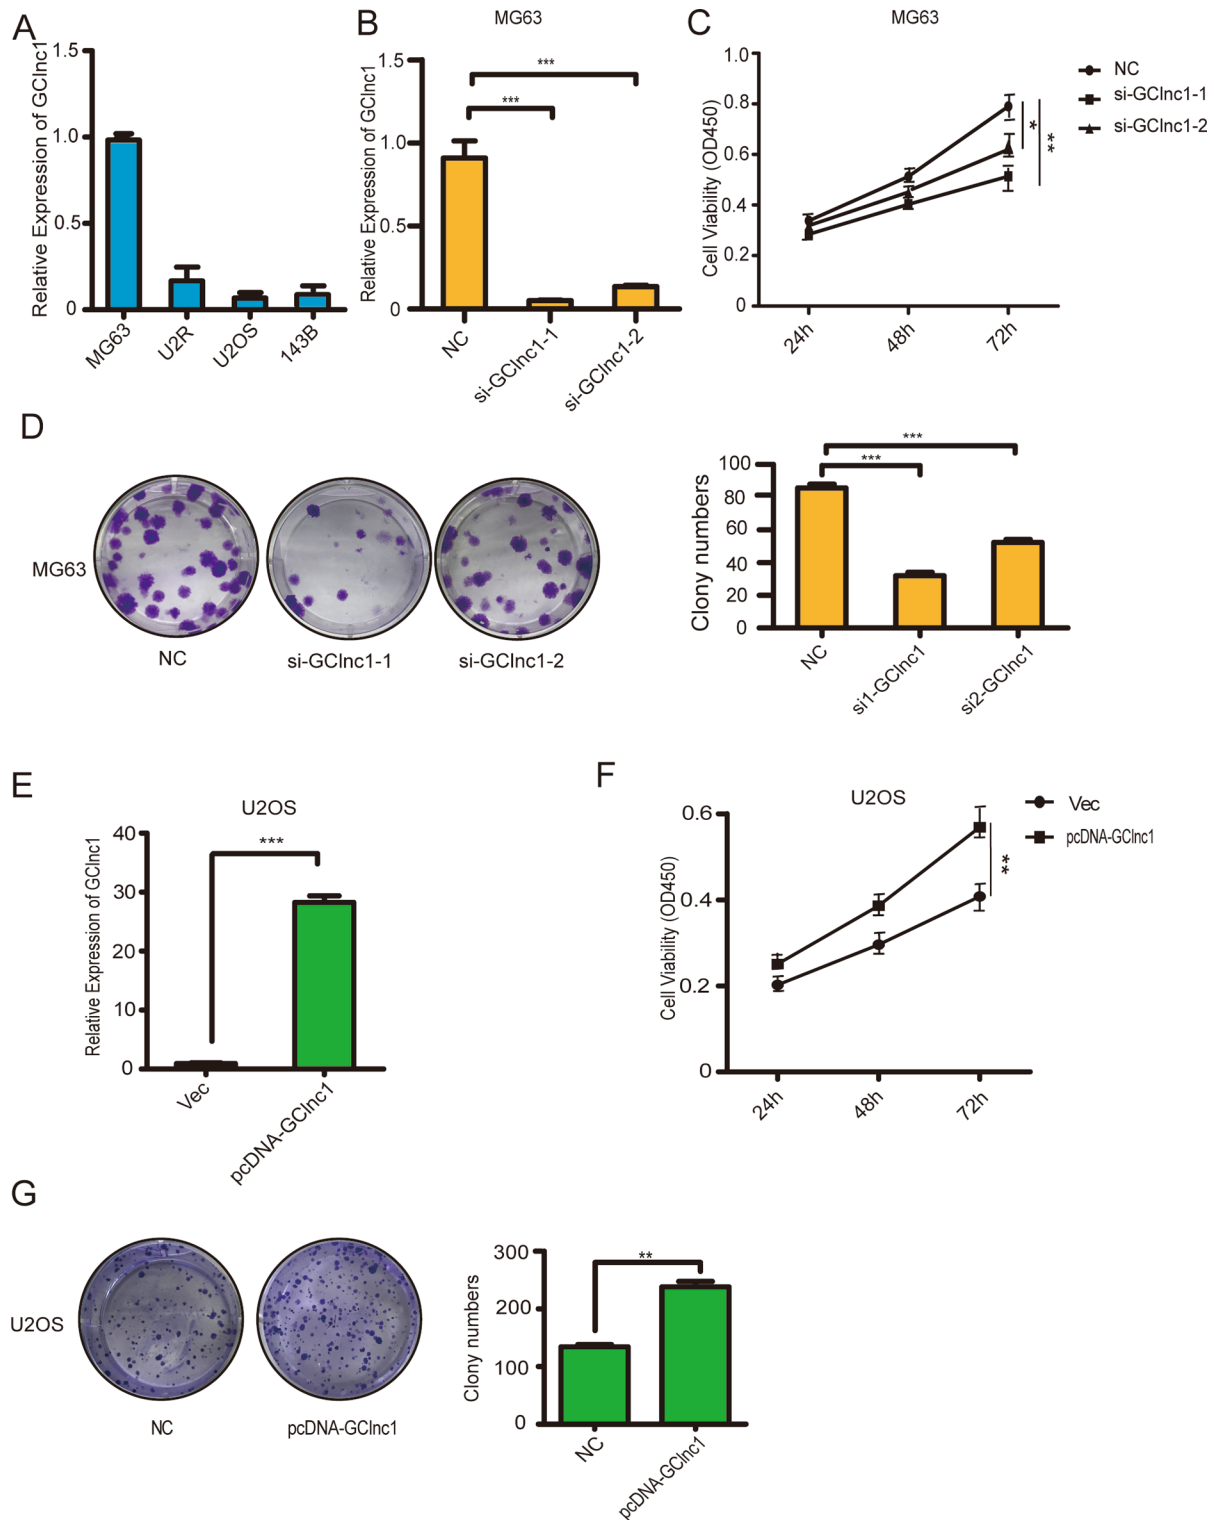 A
Relative Expression of GClnc1
1.5
1.0
0.5
0
MG63
U2R
U2OS
143B
B
MG63
Relative Expression of GClnc1
1.5
1.0
0.5
0
***
***
NC
si-GClnc1-1
si-GClnc1-2
C
MG63
Cell Viability (OD450)
1.0
0.8
0.6
0.4
0.2
0
24h
48h
72h
*
**
NC
si-GClnc1-1
si-GClnc1-2
D
MG63
NC
si-GClnc1-1
si-GClnc1-2
Clony numbers
100
80
60
40
20
0
***
***
NC
si1-GClnc1
si2-GClnc1
E
U2OS
Relative Expression of GClnc1
40
30
20
10
0
***
Vec
pcDNA-GClnc1
F
U2OS
Cell Viability (OD450)
0.6
0.4
0.2
0
24h
48h
72h
**
Vec
pcDNA-GClnc1
G
U2OS
NC
pcDNA-GClnc1
Clony numbers
300
200
100
0
**
NC
pcDNA-GClnc1